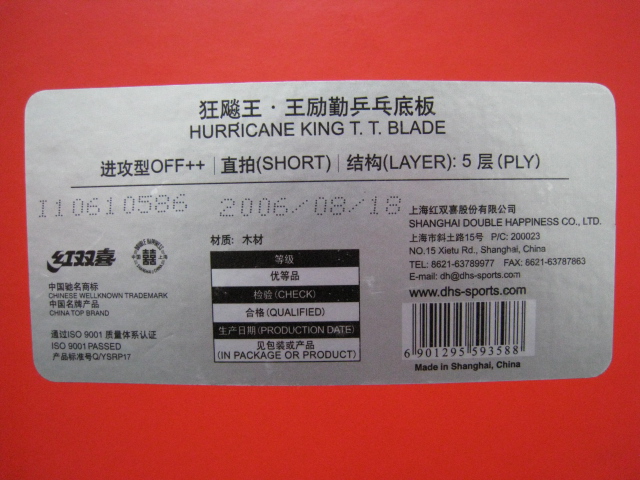 狂飚王·王励勤乒乓底板
HURRICANE KING T. T. BLADE
进攻型OFF++ | 直拍(SHORT) | 结构(LAYER): 5 层(PLY)
I10610586 2006/08/18
红双喜
中国驰名商标
CHINESE WELLKNOWN TRADEMARK
中国名牌产品
CHINA TOP BRAND
通过ISO 9001 质量体系认证
ISO 9001 PASSED
产品标准号Q/YSRP17
材质: 木材
等级
优等品
检验(CHECK)
合格(QUALIFIED)
生产日期(PRODUCTION DATE)
见包装或产品
(IN PACKAGE OR PRODUCT)
上海红双喜股份有限公司
SHANGHAI DOUBLE HAPPINESS CO., LTD.
上海市斜土路15号 P/C: 200023
NO.15 Xietu Rd., Shanghai, China
TEL: 8621-63789977 FAX: 8621-63787863
E-mail: dh@dhs-sports.com
www.dhs-sports.com
6 901295 593588
Made in Shanghai, China